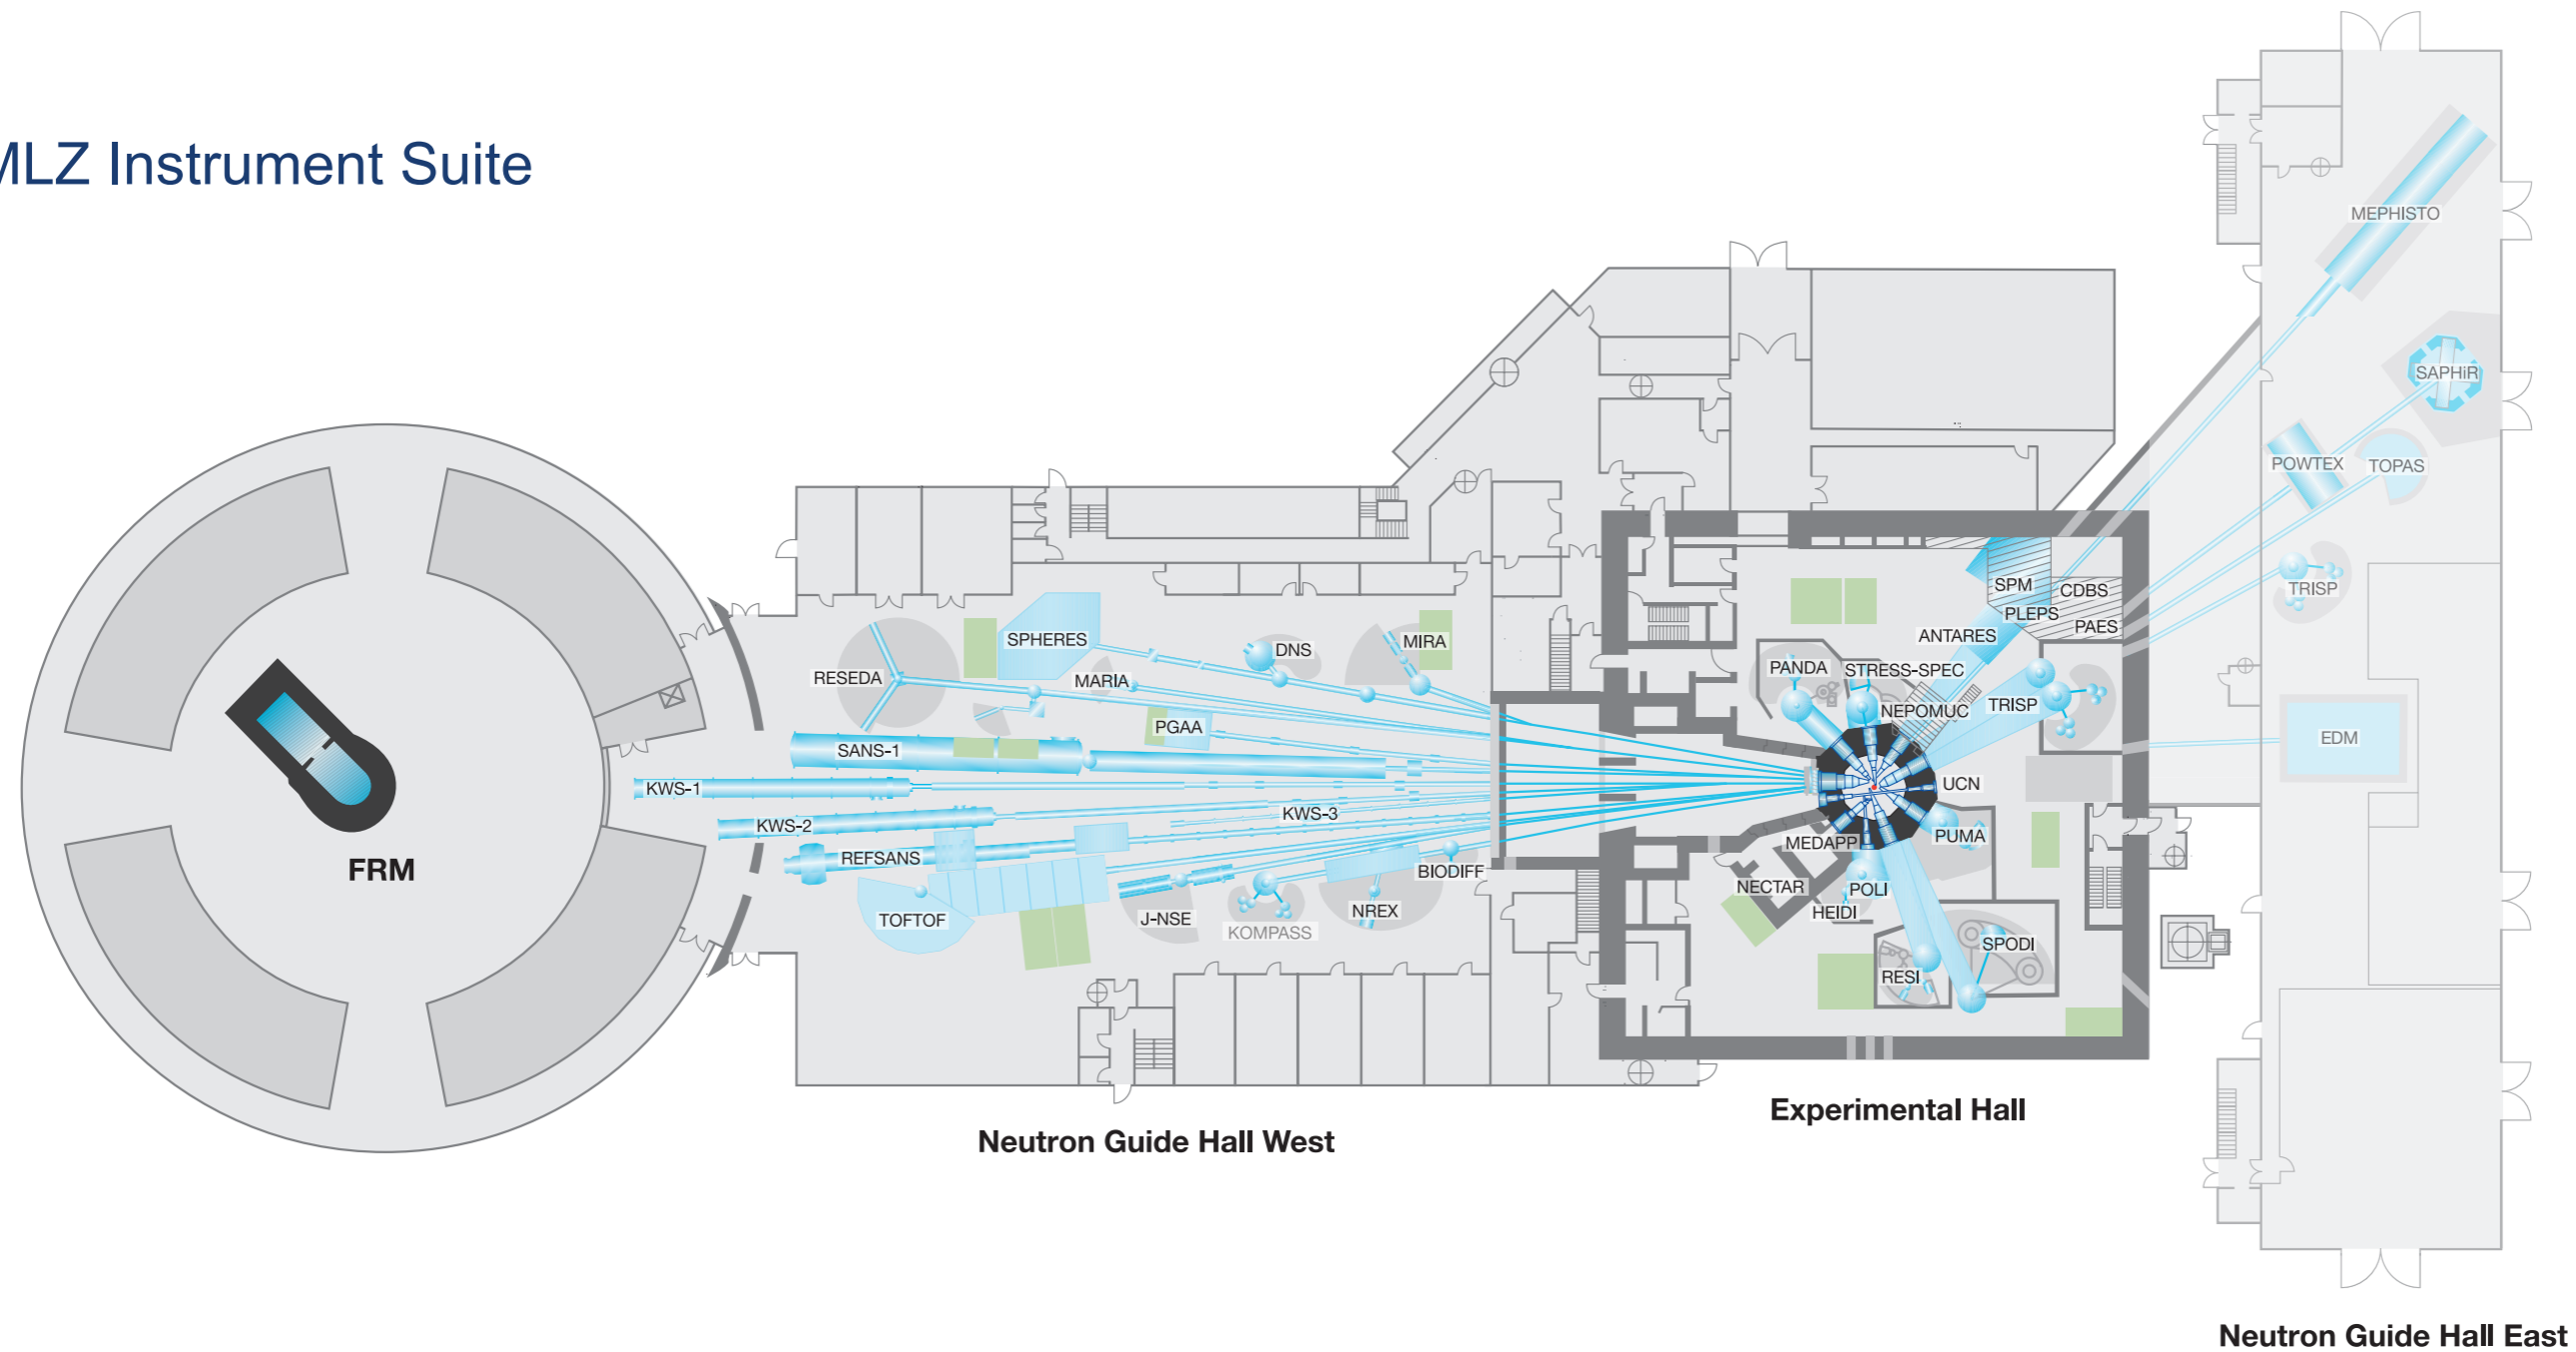 MLZ Instrument Suite
MEPHISTO
SAPHiR
POWTEX
TOPAS
TRISP
EDM
SPM
CDBS
PLEPS
PAES
ANTARES
PANDA
STRESS-SPEC
NEPOMUC
TRISP
UCN
PUMA
MEDAPP
NECTAR
POLI
HEIDI
SPODI
RESI
SPHERES
DNS
MIRA
RESEDA
MARIA
PGAA
SANS-1
KWS-1
KWS-3
KWS-2
REFSANS
BIODIFF
TOFTOF
J-NSE
KOMPASS
NREX
FRM
Neutron Guide Hall West
Experimental Hall
Neutron Guide Hall East